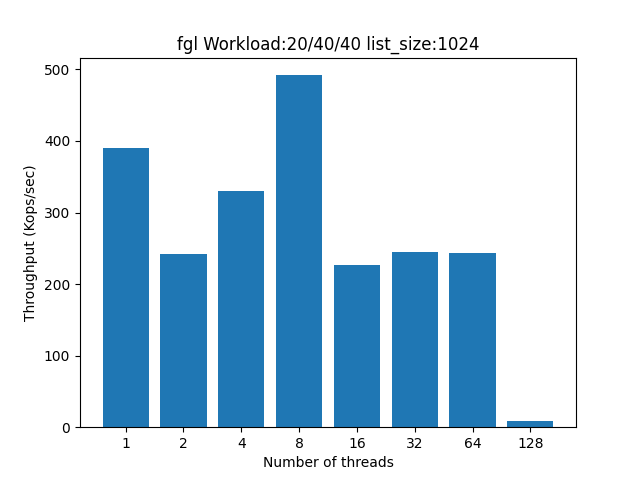 fgl Workload:20/40/40 list_size:1024
Throughput (Kops/sec)
500
400
300
200
100
0
1 2 4 8 16 32 64 128
Number of threads